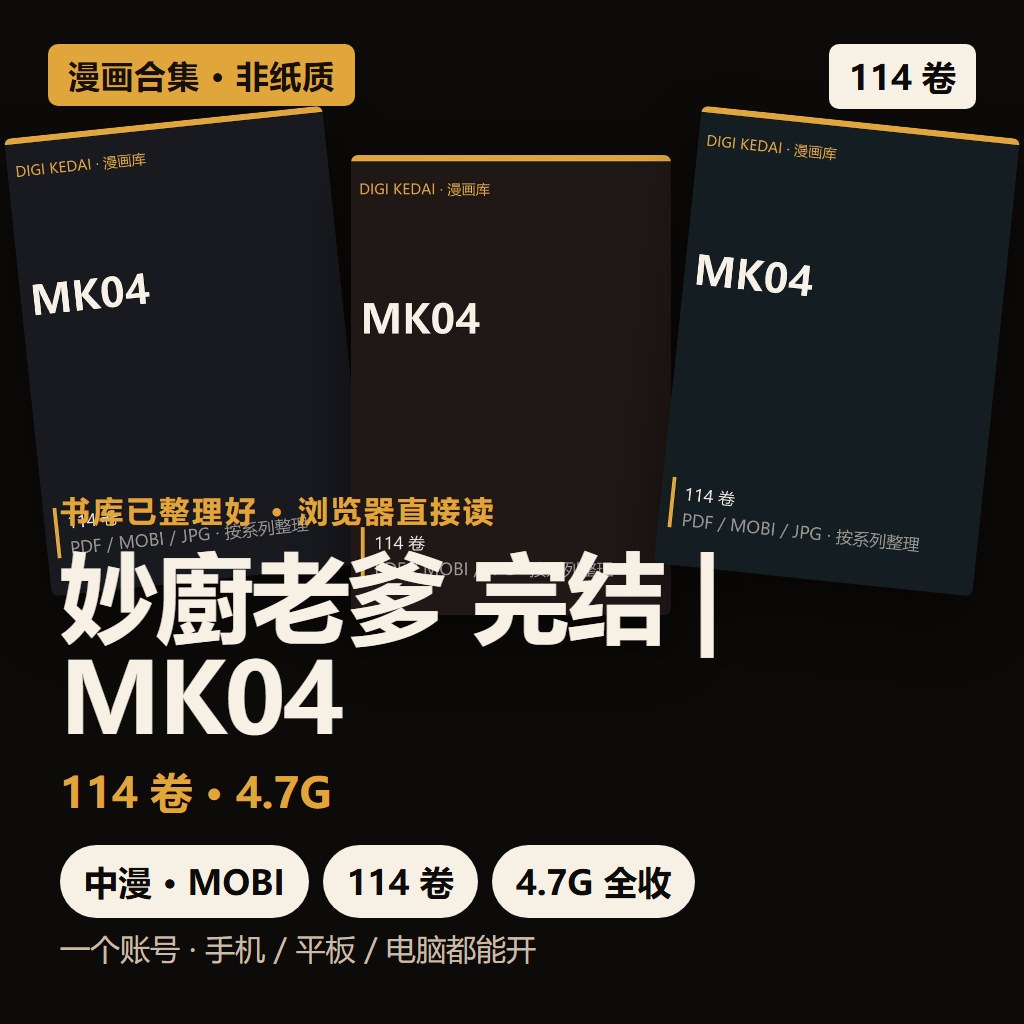 漫画合集 • 非纸质
114 卷
DIGI KEDAI · 漫画库
MK04
DIGI KEDAI · 漫画库
MK04
DIGI KEDAI · 漫画库
MK04
114 卷
PDF / MOBI / JPG · 按系列整理
书库已整理好 • 浏览器直接读
114 卷
PDF / MOBI / JPG · 按系列整理
114 卷
妙廚老爹 完结 |
MK04
114 卷 • 4.7G
中漫 • MOBI
114 卷
4.7G 全收
一个账号 · 手机 / 平板 / 电脑都能开